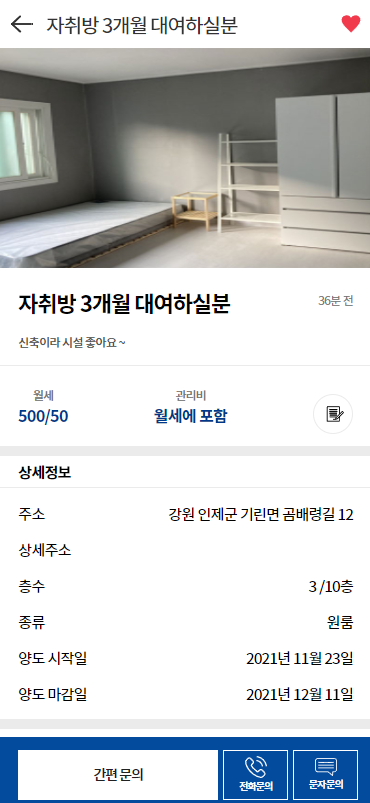 자취방 3개월 대여하실분
자취방 3개월 대여하실분
36분 전
신축이라 시설 좋아요 ~
월세
관리비
500/50
월세에 포함
상세정보
주소
강원 인제군 기린면 곰배령길 12
상세주소
층수
3 /10층
종류
원룸
양도 시작일
2021년 11월 23일
양도 마감일
2021년 12월 11일
간편 문의
전화문의
문자문의